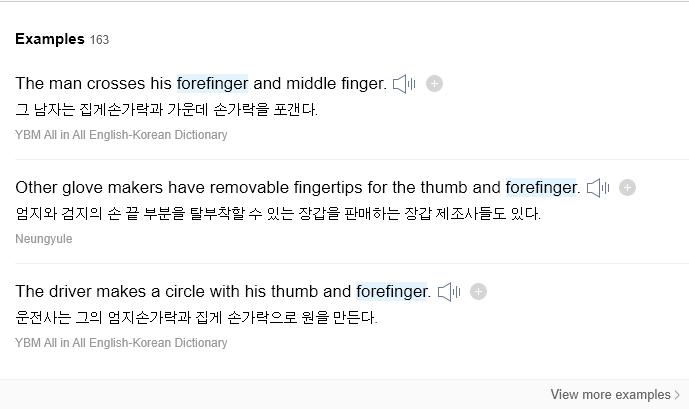 Examples 163
The man crosses his forefinger and middle finger.
그 남자는 집게손가락과 가운데 손가락을 포갠다.
YBM All in All English-Korean Dictionary
Other glove makers have removable fingertips for the thumb and forefinger.
엄지와 검지의 손 끝 부분을 탈부착할 수 있는 장갑을 판매하는 장갑 제조사들도 있다.
Neungyule
The driver makes a circle with his thumb and forefinger.
운전사는 그의 엄지손가락과 집게 손가락으로 원을 만든다.
YBM All in All English-Korean Dictionary
View more examples